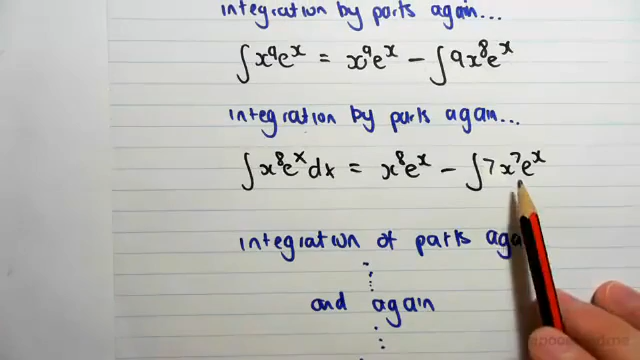 integration by parts again...
∫x⁹eˣ = x⁹eˣ - ∫9x⁸eˣ
integration by parts again...
∫x⁸eˣdx = x⁸eˣ - ∫7x⁷eˣ
integration of parts
and again